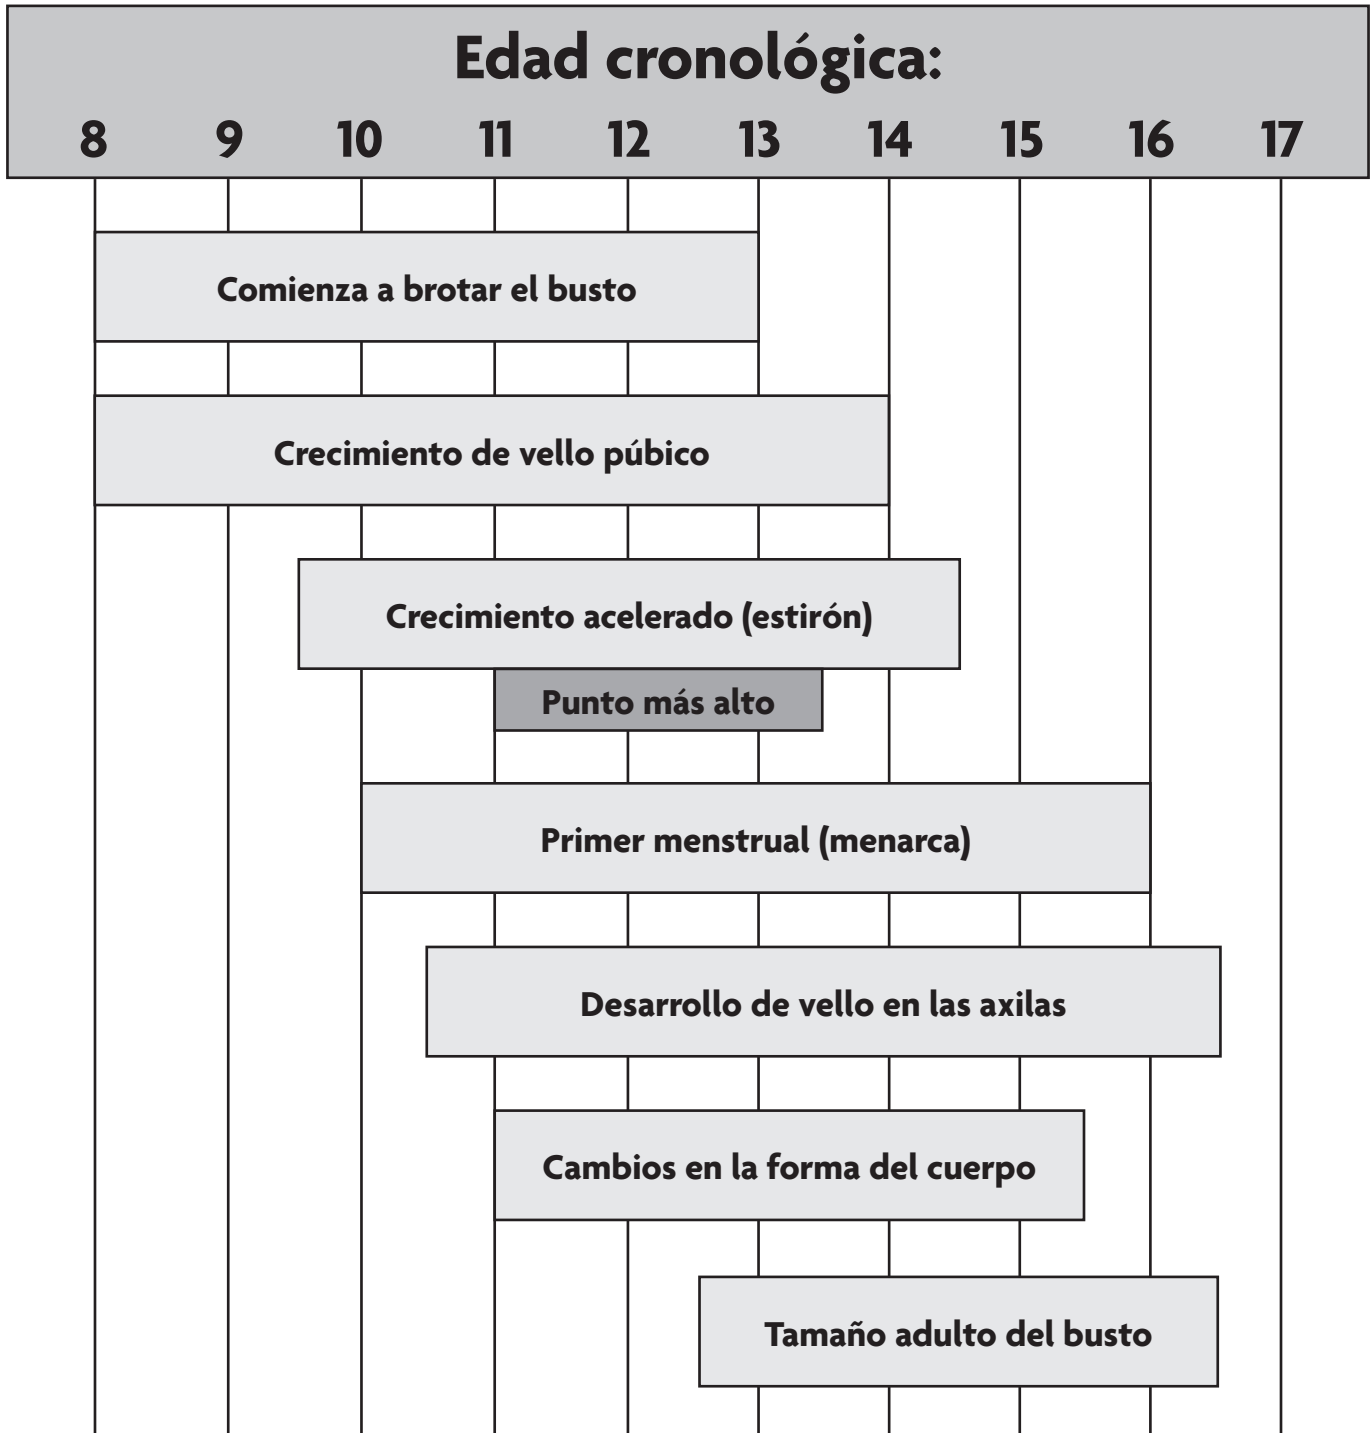 Edad cronológica:
8 9 10 11 12 13 14 15 16 17
Comienza a brotar el busto
Crecimiento de vello púbico
Crecimiento acelerado (estirón)
Punto más alto
Primer menstrual (menarca)
Desarrollo de vello en las axilas
Cambios en la forma del cuerpo
Tamaño adulto del busto